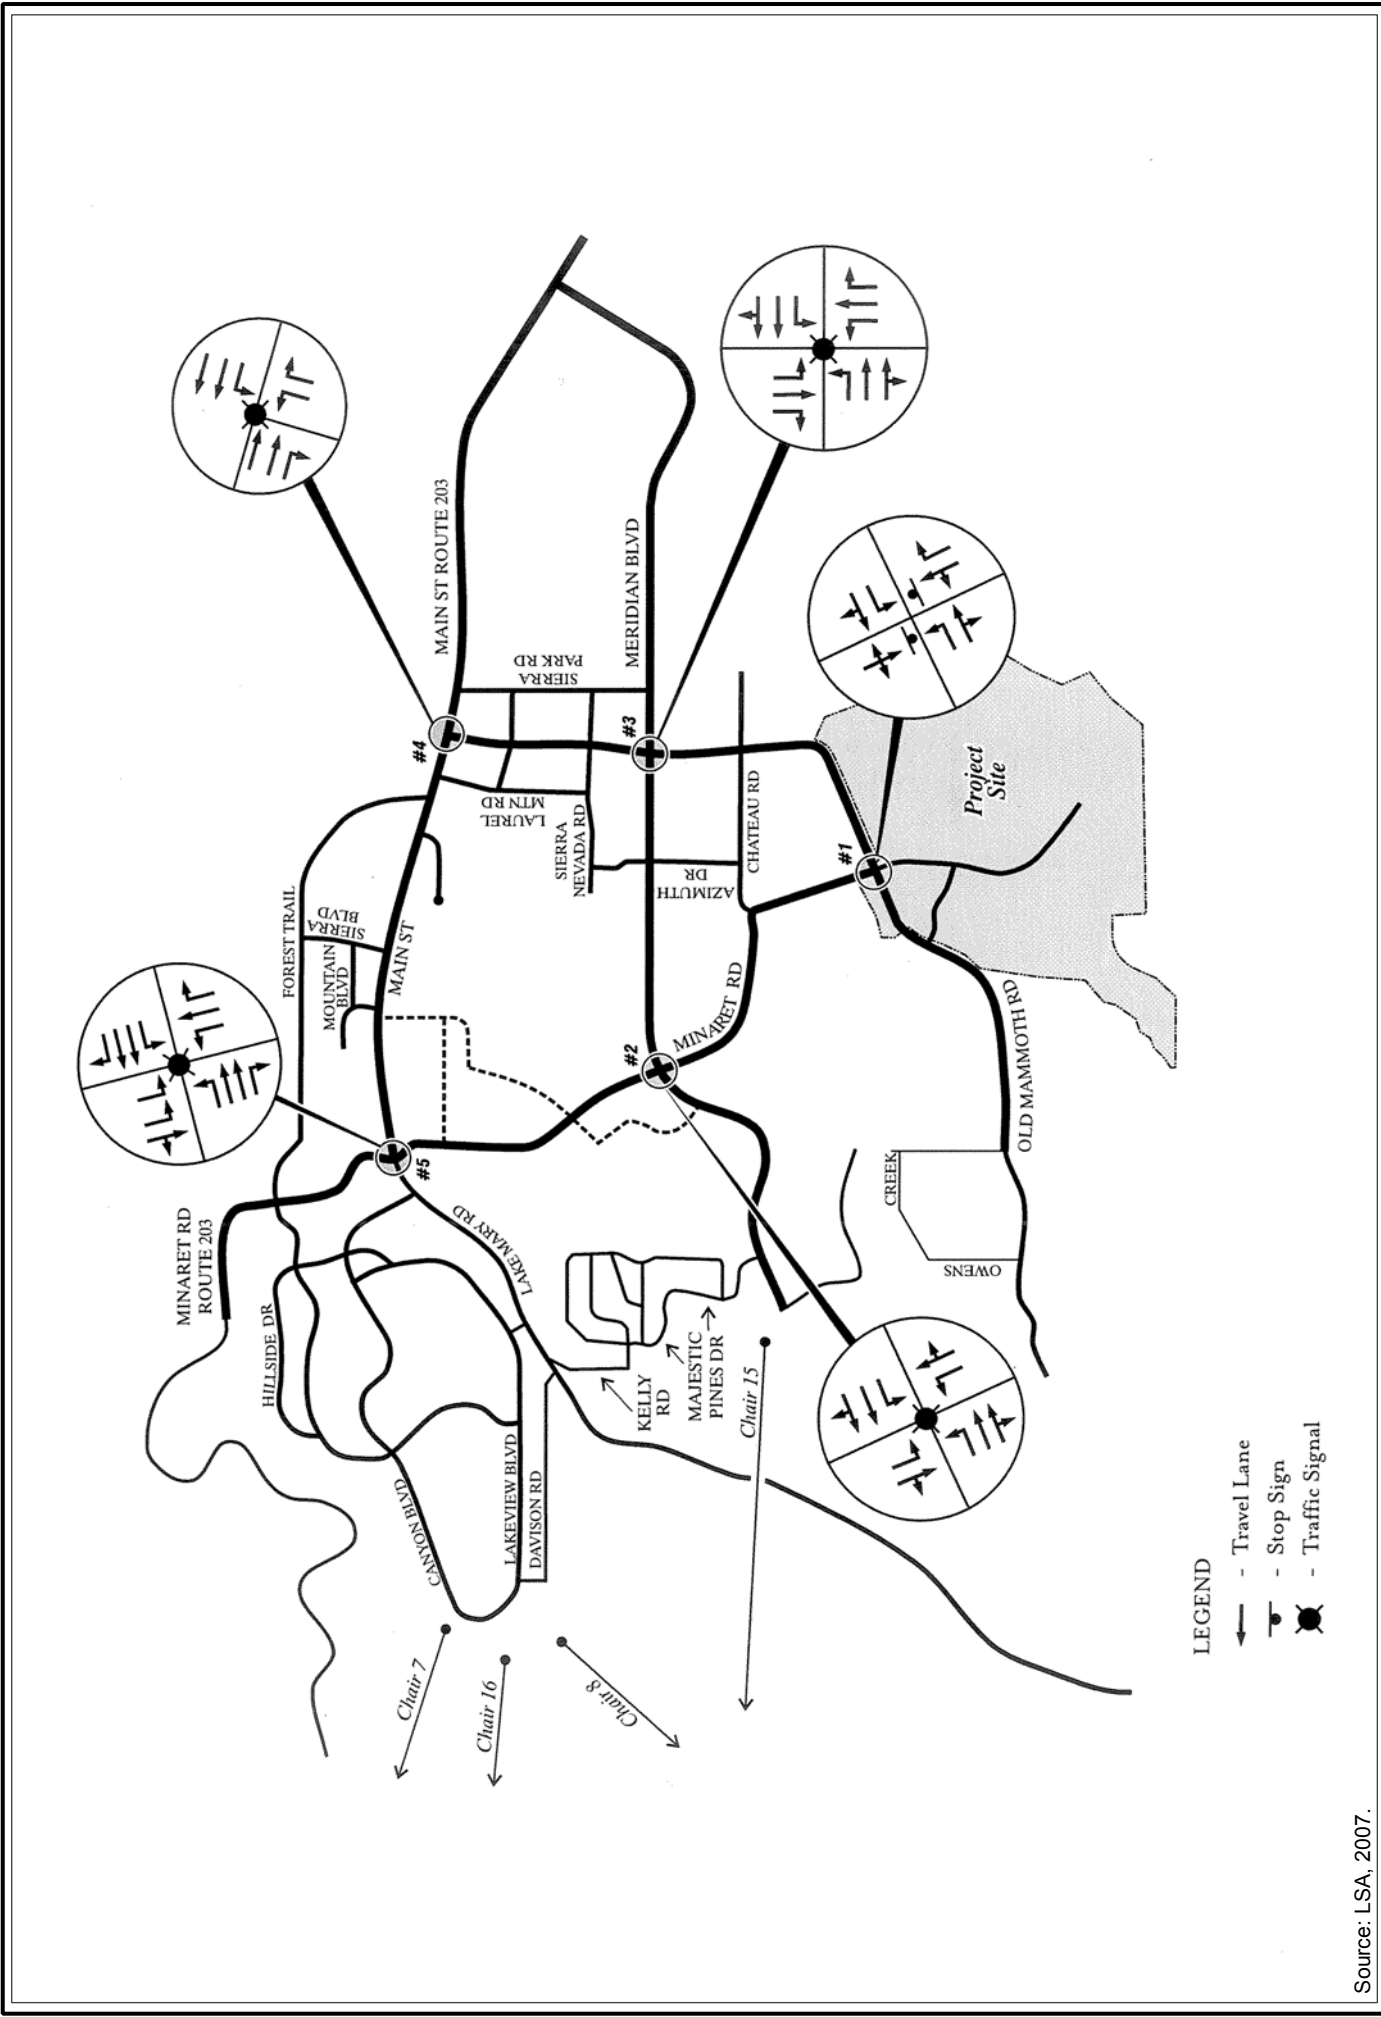 MINARET RD
ROUTE 203
FOREST TRAIL
HILLSIDE DR
MOUNTAIN
BLVD
SIERRA
BLVD
MAIN ST
MAIN ST ROUTE 203
#4
#5
LAUREL
MTN RD
SIERRA
PARK RD
SIERRA
NEVADA RD
MERIDIAN BLVD
#3
#2
AZIMUTH
DR
CHATEAU RD
MINARET RD
#1
Project
Site
OLD MAMMOTH RD
CREEK
OWENS
LAKE MARY RD
CANYON BLVD
LAKEVIEW BLVD
DAVISON RD
KELLY
RD
MAJESTIC
PINES DR
Chair 15
Chair 7
Chair 16
Chair 8
LEGEND
- Travel Lane
- Stop Sign
- Traffic Signal
Source: LSA, 2007.